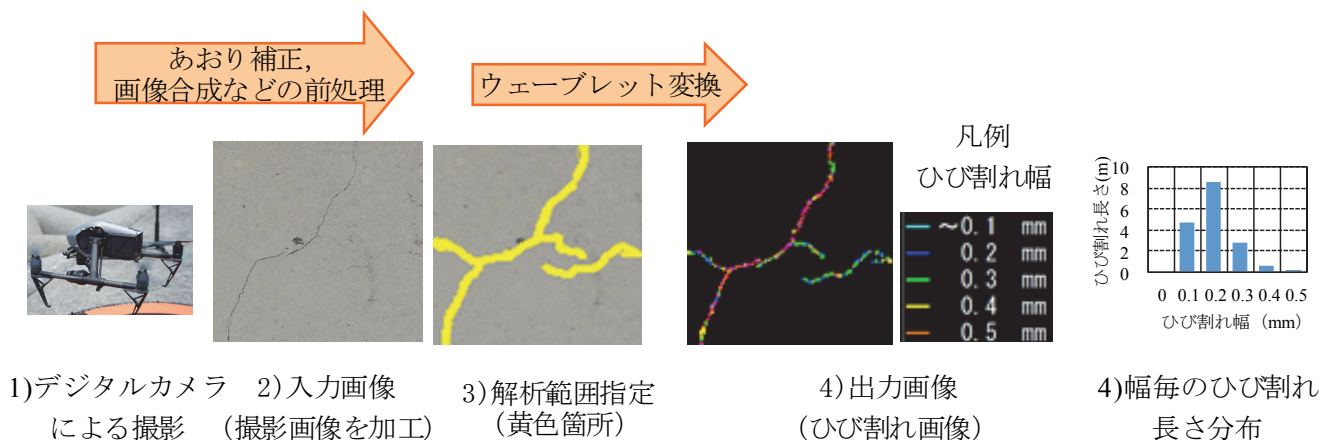 あおり補正,
画像合成などの前処理
ウェーブレット変換
凡例
ひび割れ幅
~0.1 mm
0.2 mm
0.3 mm
0.4 mm
0.5 mm
ひび割れ長さ(m)
10
8
6
4
2
0
0 0.1 0.2 0.3 0.4 0.5
ひび割れ幅 (mm)
1)デジタルカメラ
による撮影
2)入力画像
(撮影画像を加工)
3)解析範囲指定
(黄色箇所)
4)出力画像
(ひび割れ画像)
4)幅毎のひび割れ
長さ分布